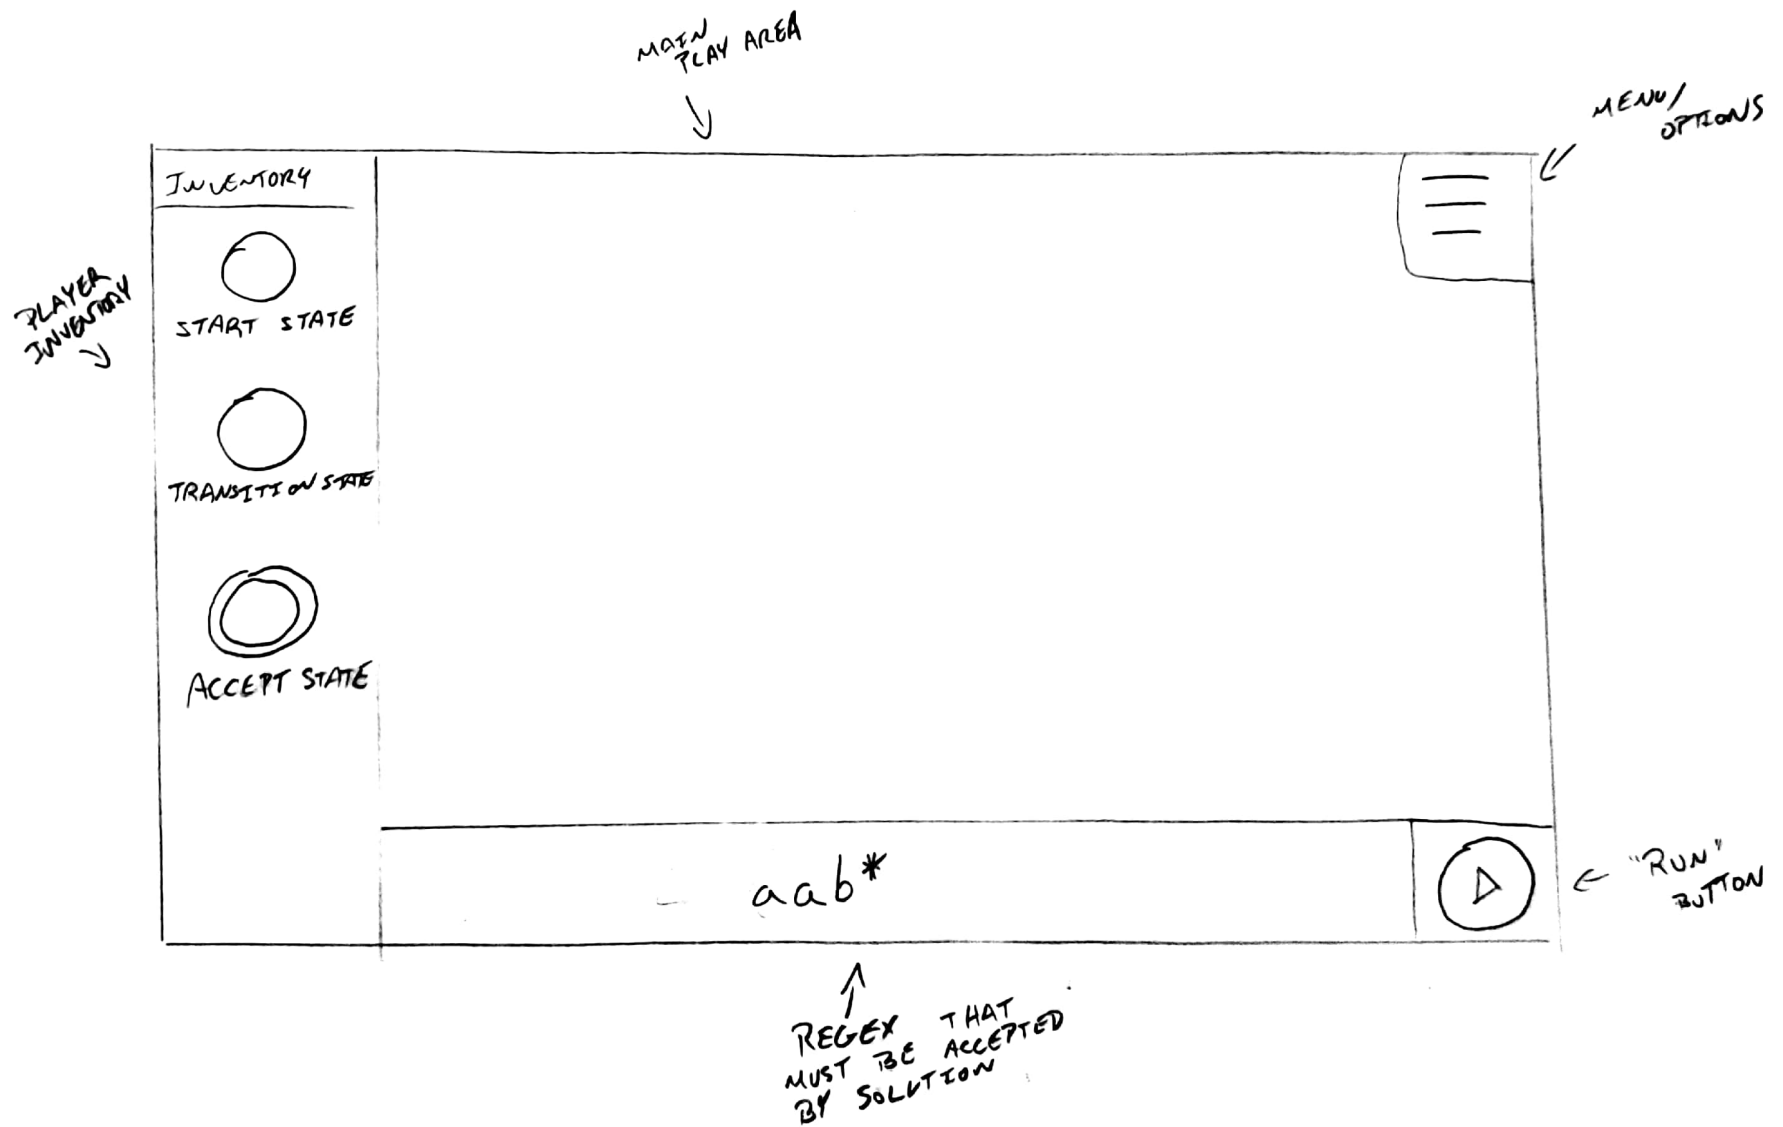 MAIN
PLAY AREA
MENU/
OPTIONS
INVENTORY
PLAYER
INVENTORY
START STATE
TRANSITION STATE
ACCEPT STATE
aab*
"RUN"
BUTTON
REGEX THAT
MUST BE ACCEPTED
BY SOLUTION